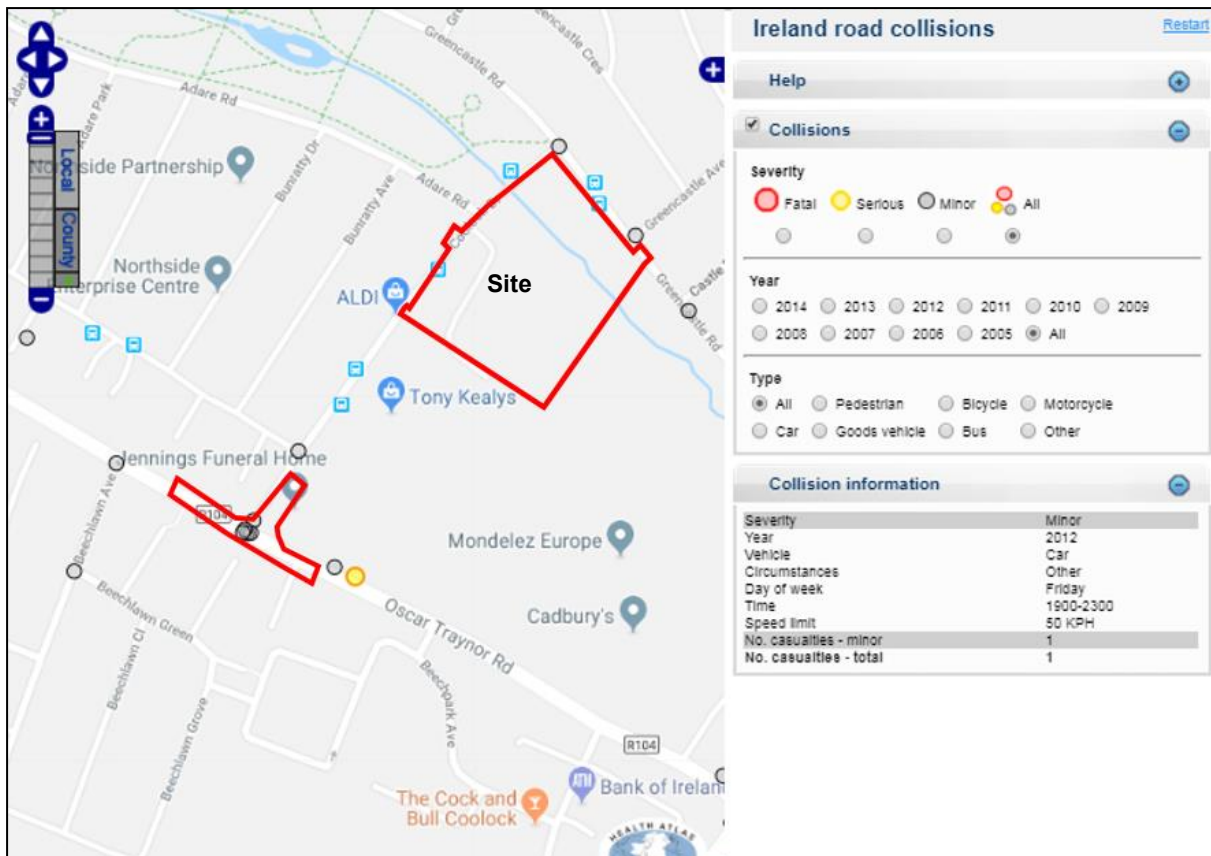 Greencastle Rd
Greencastle Cres
Adare Rd
Adare Park
Bunratty Dr
Bunratty Ave
Adare Rd
Greencastle Ave
Local
County
Northside Partnership
Northside
Enterprise Centre
ALDI
Site
Greencastle Rd
Castle
Tony Kealys
Jennings Funeral Home
R104
Beechlawn Ave
Mondelez Europe
Beechlawn Green
Cadbury's
Oscar Traynor Rd
Beechlawn Cl
Beechpark Ave
Beechlawn Grove
R104
ATM
Bank of Ireland
The Cock and
Bull Coolock
HEALTH ATLAS
Ireland road collisions
Restart
Help
Collisions
Severity
Fatal Serious Minor All
Year
2014 2013 2012 2011 2010 2009
2008 2007 2006 2005 All
Type
All Pedestrian Bicycle Motorcycle
Car Goods vehicle Bus Other
Collision information
Severity Minor
Year 2012
Vehicle Car
Circumstances Other
Day of week Friday
Time 1900-2300
Speed limit 50 KPH
No. casualties - minor 1
No. casualties - total 1